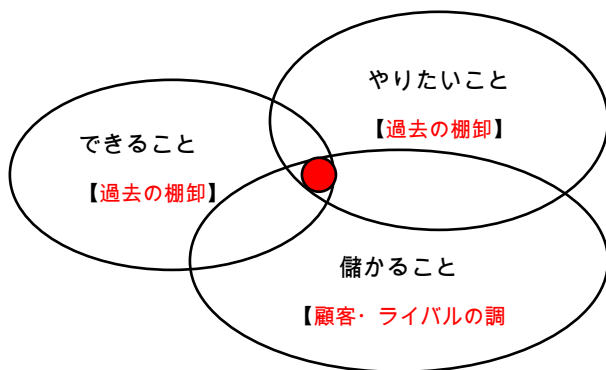 やりたいこと
【過去の棚卸】
できること
【過去の棚卸】
儲かること
【顧客・ライバルの調